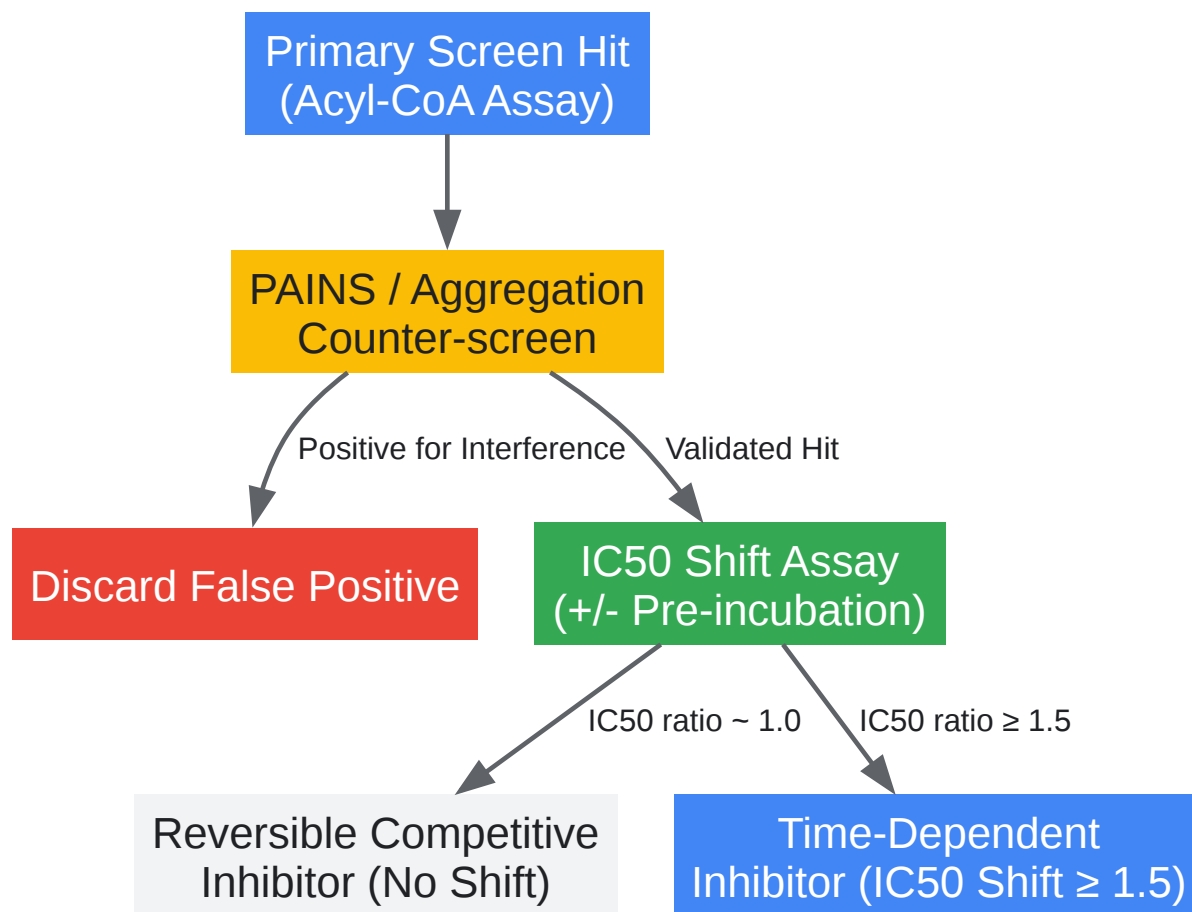 Primary Screen Hit
(Acyl-CoA Assay)
PAINS / Aggregation
Counter-screen
Positive for Interference
Validated Hit
Discard False Positive
IC50 Shift Assay
(+/- Pre-incubation)
IC50 ratio ~ 1.0
IC50 ratio ≥ 1.5
Reversible Competitive
Inhibitor (No Shift)
Time-Dependent
Inhibitor (IC50 Shift ≥ 1.5)